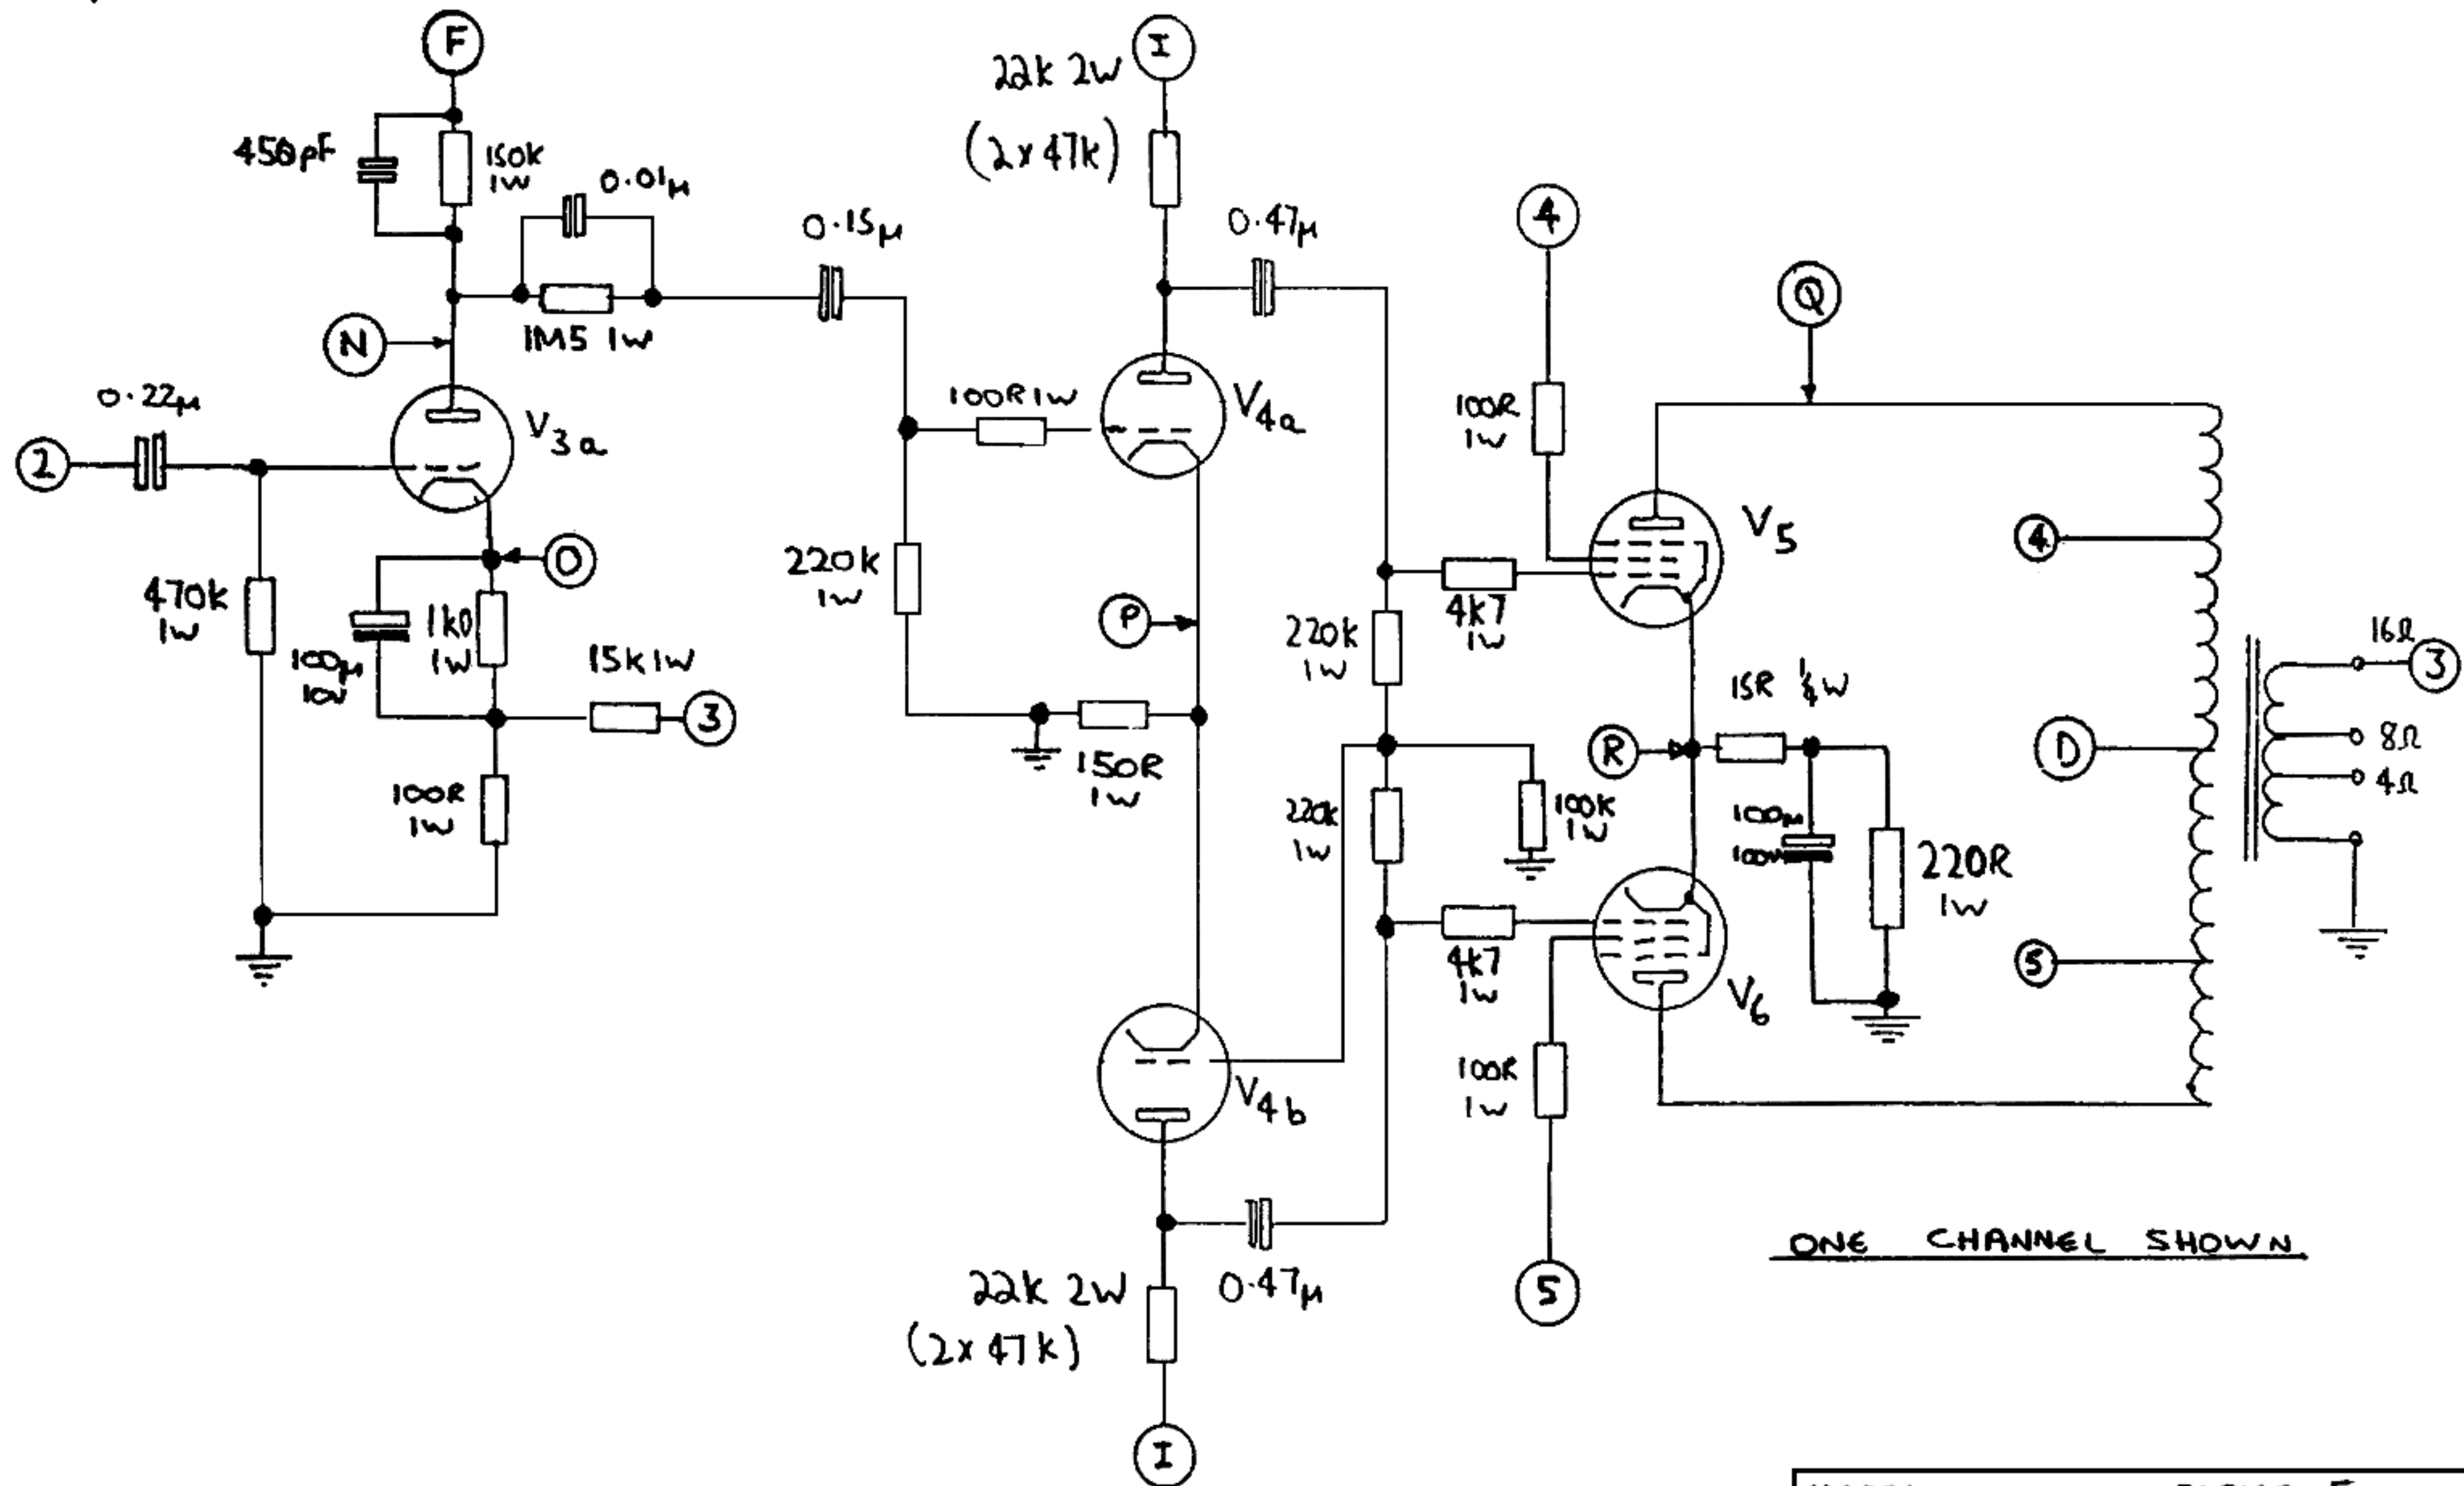 F
I
22k 2W
(2x47k)
450pF
150k
1W
0.01μ
0.15μ
0.47μ
4
Q
N
1M5 1W
0.22μ
V3a
100R 1W
V4a
100R
1W
2
V5
4
O
220k
1W
470k
1W
1k0
1W
100μ
10v
15k 1W
3
P
220k
1W
4k7
1W
16Ω
3
15R
W
R
D
8Ω
4Ω
150R
1W
100R
1W
220k
1W
100k
1W
100μ
220R
1W
4k7
1W
V6
5
V4b
100R
1W
ONE CHANNEL SHOWN
22k 2W
(2x47k)
0.47μ
5
I